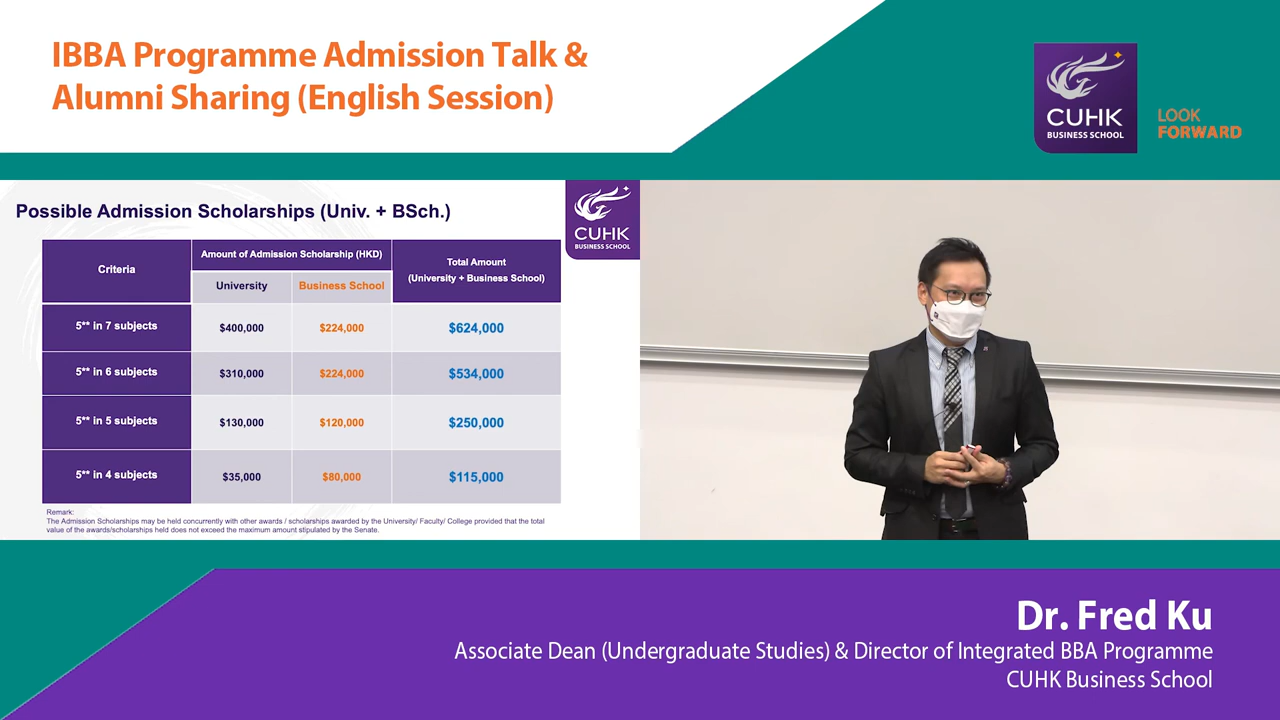 IBBA Programme Admission Talk &
Alumni Sharing (English Session)
CUHK
BUSINESS SCHOOL
LOOK
FORWARD
Possible Admission Scholarships (Univ. + BSch.)
CUHK
BUSINESS SCHOOL
Criteria
Amount of Admission Scholarship (HKD)
Total Amount
(University + Business School)
University
Business School
5** in 7 subjects
$400,000
$224,000
$624,000
5** in 6 subjects
$310,000
$224,000
$534,000
5** in 5 subjects
$130,000
$120,000
$250,000
5** in 4 subjects
$35,000
$80,000
$115,000
Remark:
The Admission Scholarships may be held concurrently with other awards / scholarships awarded by the University/ Faculty/ College provided that the total
value of the awards/scholarships held does not exceed the maximum amount stipulated by the Senate.
Dr. Fred Ku
Associate Dean (Undergraduate Studies) & Director of Integrated BBA Programme
CUHK Business School